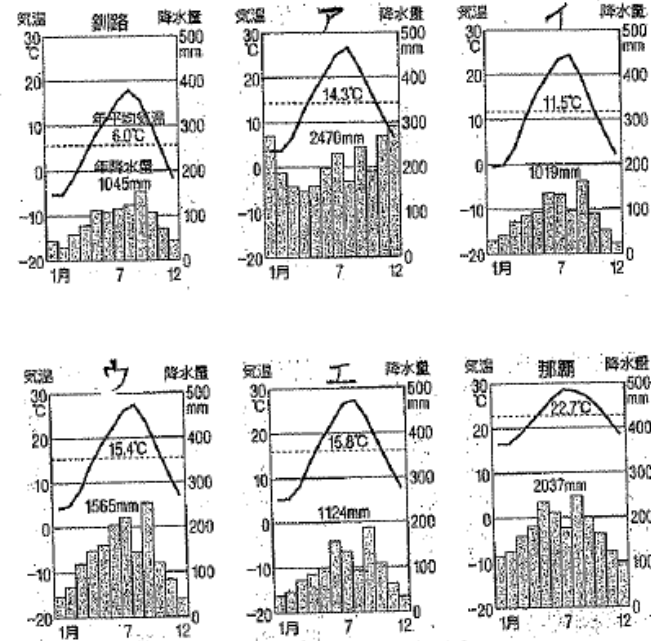 気温 釧路 降水量
30 500
℃ mm
20 400
年平均気温
10 6.0℃ 300
0 年降水量 200
1045mm
-10 100
-20 0
1月 7 12
気温 ア 降水量
30 500
℃ mm
20 400
14.3℃
10 300
2470mm
0 200
-10 100
-20 0
1月 7 12
気温 イ 降水量
30 500
℃ mm
20 400
11.5℃
10 300
0 1019mm 200
-10 100
-20 0
1月 7 12
気温 ウ 降水量
30 500
℃ mm
20 400
15.4℃
10 300
1565mm
0 200
-10 100
-20 0
1月 7 12
気温 エ 降水量
30 500
℃ mm
20 400
15.8℃
10 300
1124mm
0 200
-10 100
-20 0
1月 7 12
気温 那覇 降水量
30 500
℃ mm
22.7℃
20 400
10 300
2037mm
0 200
-10 100
-20 0
1月 7 12